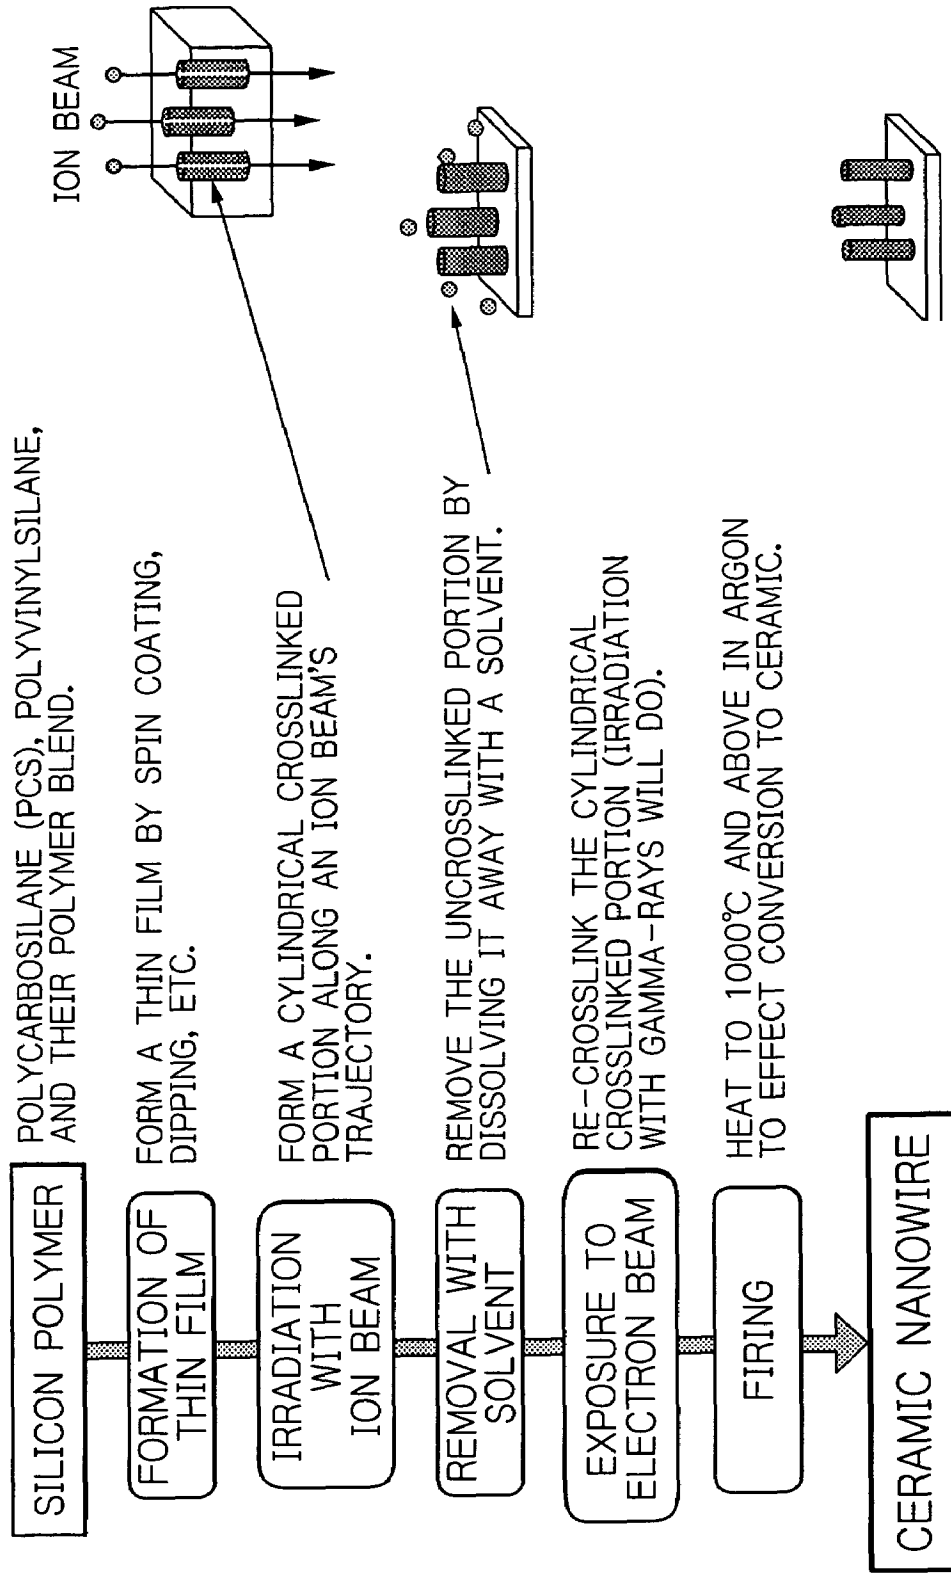 SILICON POLYMER
POLYCARBOSILANE (PCS), POLYVINYLSILANE,
AND THEIR POLYMER BLEND.
FORMATION OF
THIN FILM
FORM A THIN FILM BY SPIN COATING,
DIPPING, ETC.
IRRADIATION
WITH
ION BEAM
FORM A CYLINDRICAL CROSSLINKED
PORTION ALONG AN ION BEAM'S
TRAJECTORY.
ION BEAM
REMOVAL WITH
SOLVENT
REMOVE THE UNCROSSLINKED PORTION BY
DISSOLVING IT AWAY WITH A SOLVENT.
EXPOSURE TO
ELECTRON BEAM
RE-CROSSLINK THE CYLINDRICAL
CROSSLINKED PORTION (IRRADIATION
WITH GAMMA-RAYS WILL DO).
FIRING
HEAT TO 1000°C AND ABOVE IN ARGON
TO EFFECT CONVERSION TO CERAMIC.
CERAMIC NANOWIRE